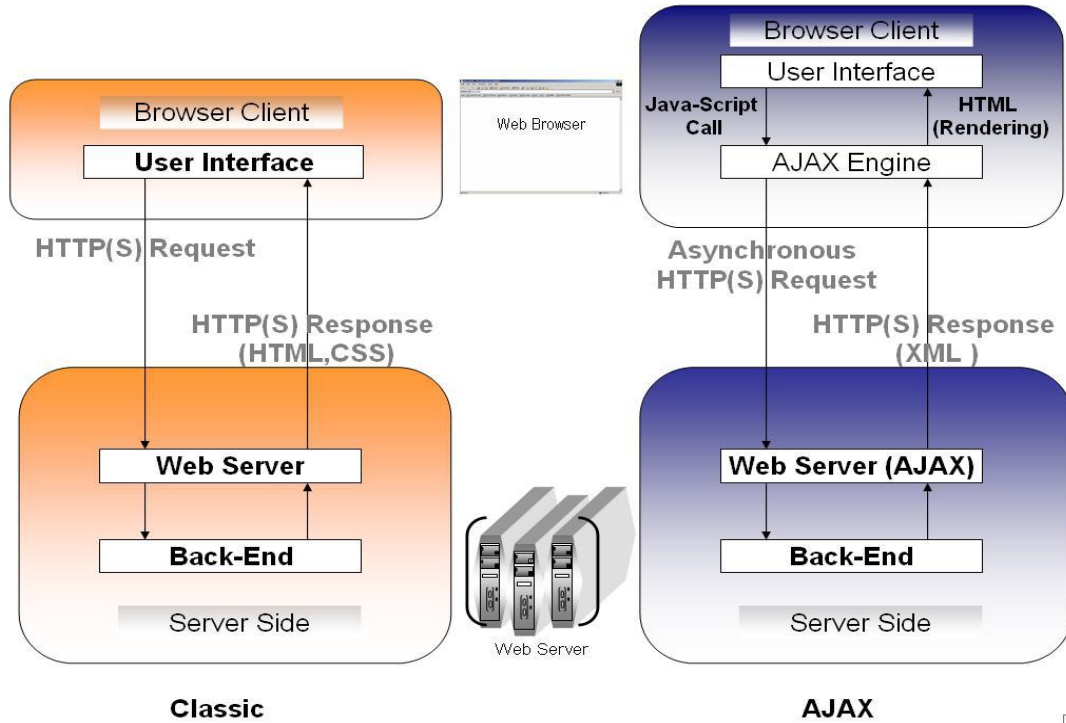 Browser Client
User Interface
HTTP(S) Request
HTTP(S) Response
(HTML,CSS)
Web Server
Back-End
Server Side
Classic
Web Browser
Web Server
Browser Client
User Interface
Java-Script
Call
HTML
(Rendering)
AJAX Engine
Asynchronous
HTTP(S) Request
HTTP(S) Response
(XML )
Web Server (AJAX)
Back-End
Server Side
AJAX